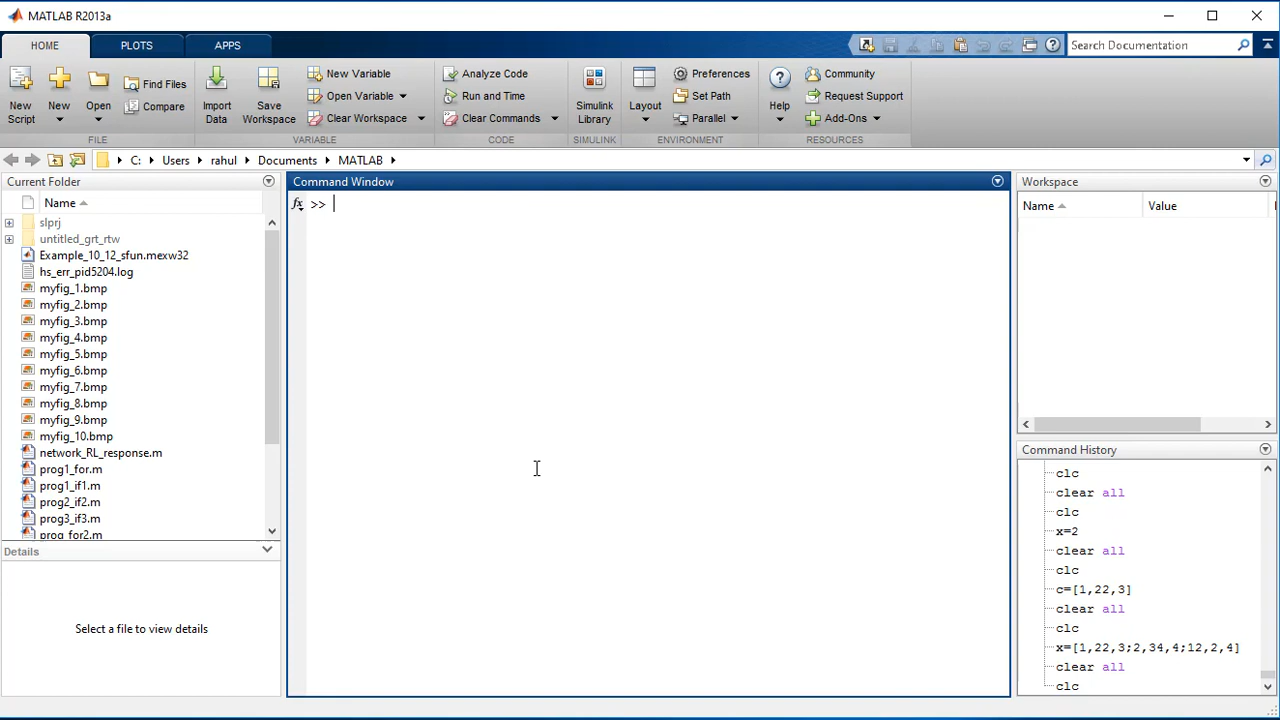 MATLAB R2013a
HOME
PLOTS
APPS
Search Documentation
New Script
New
Open
Find Files
Compare
Import Data
Save Workspace
New Variable
Open Variable
Clear Workspace
Analyze Code
Run and Time
Clear Commands
Simulink Library
Layout
Preferences
Set Path
Parallel
Help
Community
Request Support
Add-Ons
FILE
VARIABLE
CODE
SIMULINK
ENVIRONMENT
RESOURCES
C: Users rahul Documents MATLAB
Current Folder
Name
slprj
untitled_grt_rtw
Example_10_12_sfun.mexw32
hs_err_pid5204.log
myfig_1.bmp
myfig_2.bmp
myfig_3.bmp
myfig_4.bmp
myfig_5.bmp
myfig_6.bmp
myfig_7.bmp
myfig_8.bmp
myfig_9.bmp
myfig_10.bmp
network_RL_response.m
prog1_for.m
prog1_if1.m
prog2_if2.m
prog3_if3.m
prog_for2.m
Details
Select a file to view details
Command Window
fx >>
Workspace
Name Value
Command History
clc
clear all
clc
x=2
clear all
clc
c=[1,22,3]
clear all
clc
x=[1,22,3;2,34,4;12,2,4]
clear all
clc